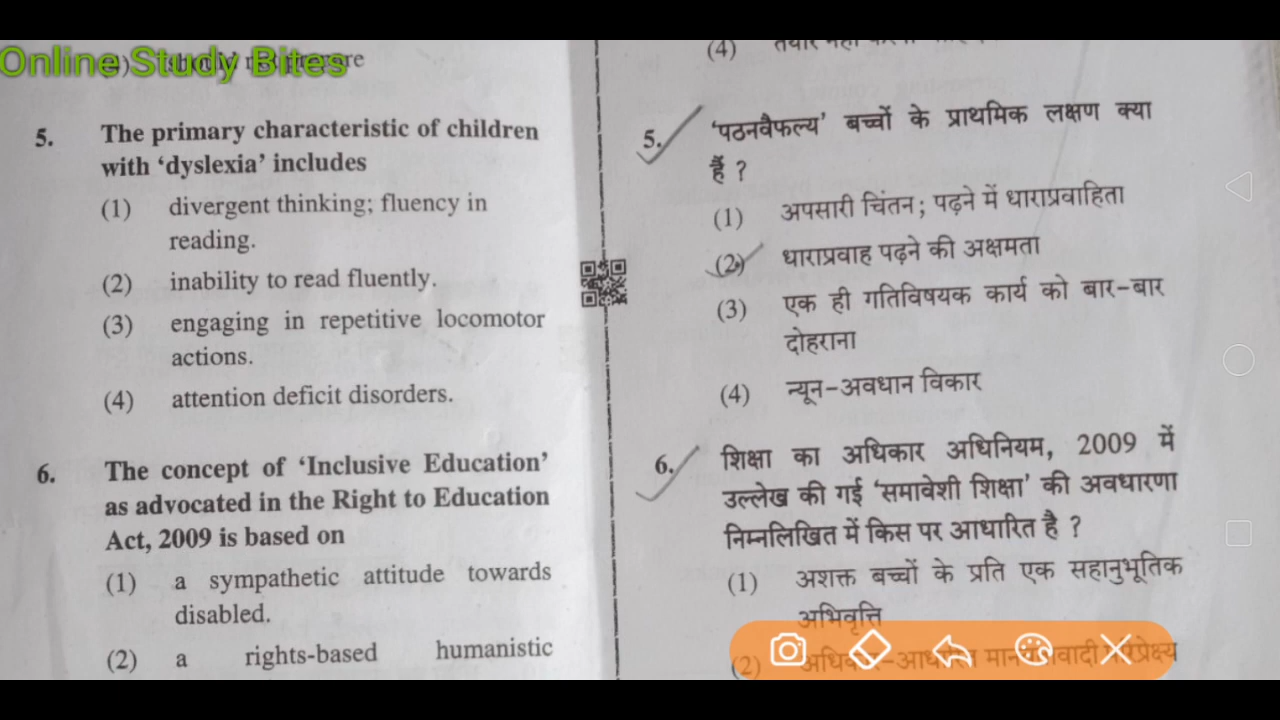 Online Study Bites
5. The primary characteristic of children
with ‘dyslexia’ includes
(1) divergent thinking; fluency in
reading.
(2) inability to read fluently.
(3) engaging in repetitive locomotor
actions.
(4) attention deficit disorders.
6. The concept of ‘Inclusive Education’
as advocated in the Right to Education
Act, 2009 is based on
(1) a sympathetic attitude towards
disabled.
(2) a rights-based humanistic
(4)
5. ‘पठनवैफल्य’ बच्चों के प्राथमिक लक्षण क्या
हैं ?
(1) अपसारी चिंतन; पढ़ने में धाराप्रवाहिता
(2) धाराप्रवाह पढ़ने की अक्षमता
(3) एक ही गतिविषयक कार्य को बार-बार
दोहराना
(4) न्यून-अवधान विकार
6. शिक्षा का अधिकार अधिनियम, 2009 में
उल्लेख की गई ‘समावेशी शिक्षा’ की अवधारणा
निम्नलिखित में किस पर आधारित है ?
(1) अशक्त बच्चों के प्रति एक सहानुभूतिक
अभिवृत्ति
(2)